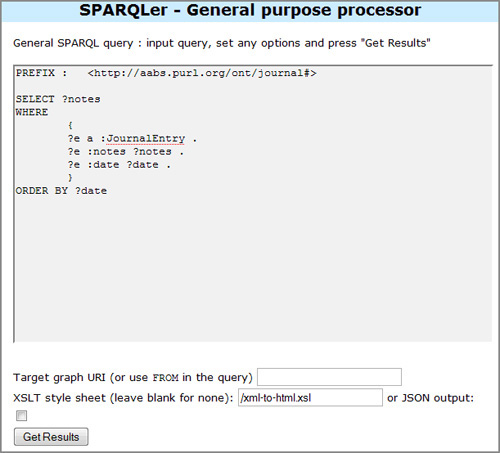 SPARQLer - General purpose processor
General SPARQL query : input query, set any options and press "Get Results"
PREFIX :   <http://aabs.purl.org/ont/journal#>
SELECT ?notes
WHERE
{
?e a :JournalEntry .
?e :notes ?notes .
?e :date ?date .
}
ORDER BY ?date
Target graph URI (or use FROM in the query)
XSLT style sheet (leave blank for none): /xml-to-html.xsl or JSON output:
Get Results